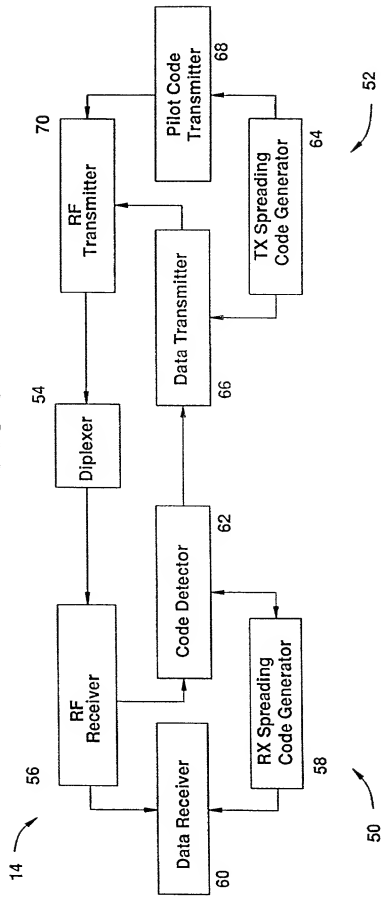 14
56
RF
Receiver
54
Diplexer
70
RF
Transmitter
Pilot Code
Transmitter
68
Data Receiver
60
Code Detector
62
Data Transmitter
66
RX Spreading
Code Generator
58
TX Spreading
Code Generator
64
50
52